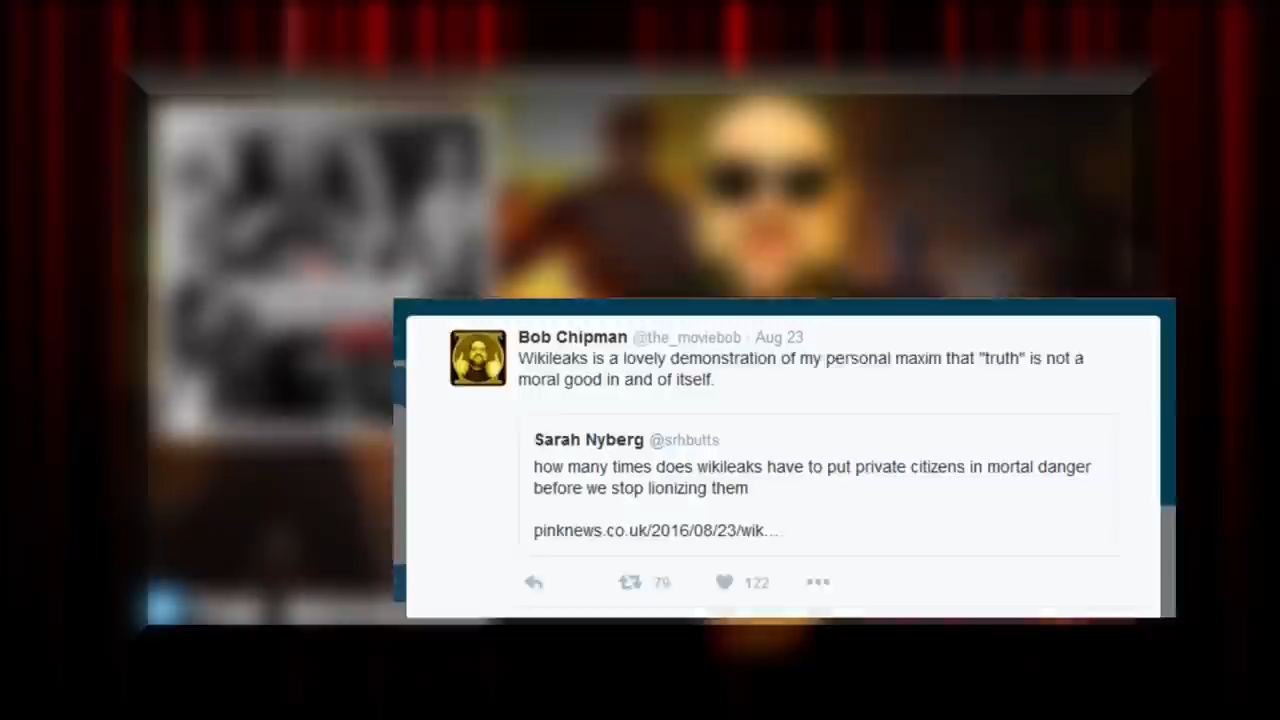 Bob Chipman @the_moviebob · Aug 23
Wikileaks is a lovely demonstration of my personal maxim that "truth" is not a
moral good in and of itself.
Sarah Nyberg @srhbutts
how many times does wikileaks have to put private citizens in mortal danger
before we stop lionizing them
pinknews.co.uk/2016/08/23/wik...
79 122